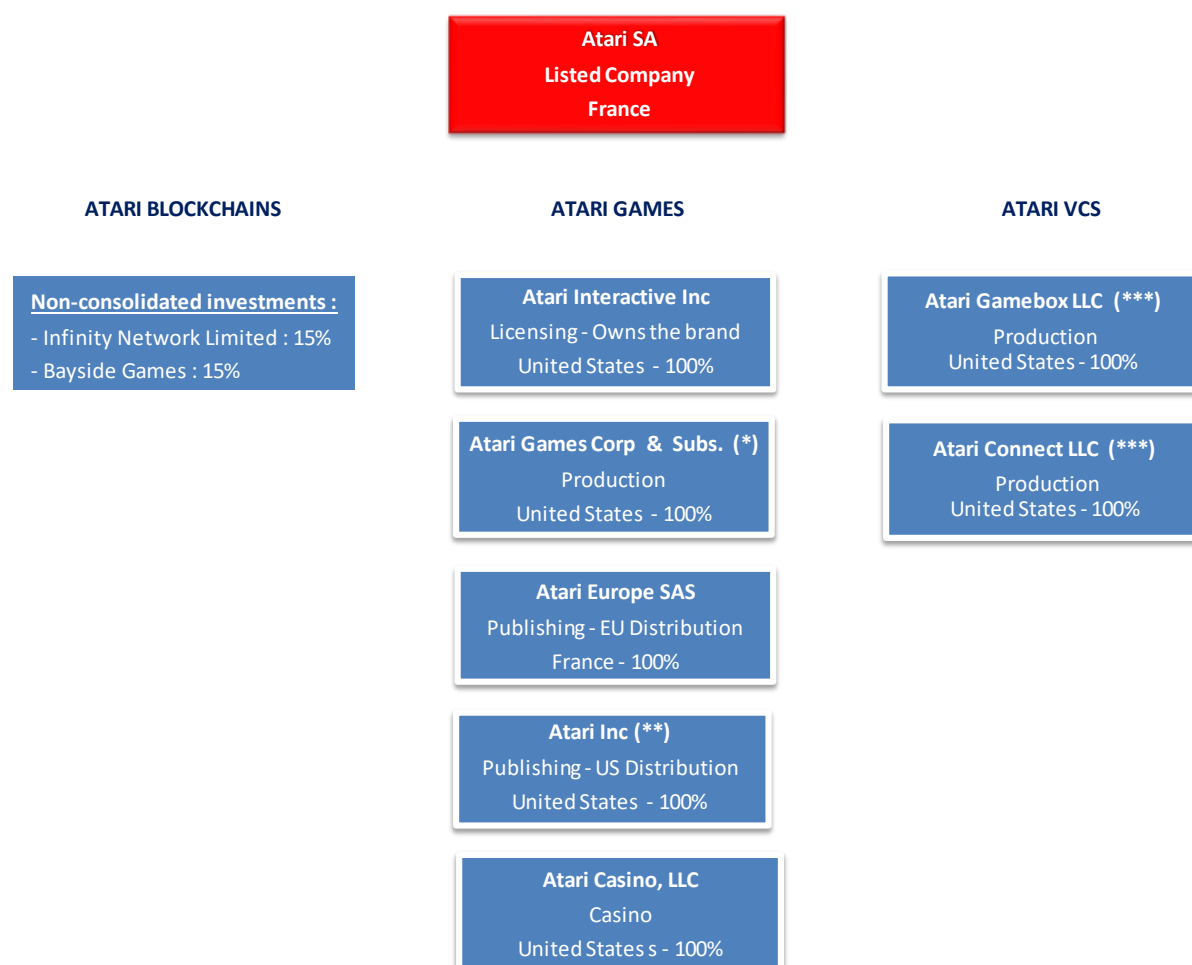 Atari SA
Listed Company
France
ATARI BLOCKCHAINS
ATARI GAMES
ATARI VCS
Non-consolidated investments :
- Infinity Network Limited : 15%
- Bayside Games : 15%
Atari Interactive Inc
Licensing - Owns the brand
United States - 100%
Atari Games Corp & Subs. (*)
Production
United States - 100%
Atari Europe SAS
Publishing - EU Distribution
France - 100%
Atari Inc (**)
Publishing - US Distribution
United States - 100%
Atari Casino, LLC
Casino
United States s - 100%
Atari Gamebox LLC (***)
Production
United States - 100%
Atari Connect LLC (***)
Production
United States - 100%